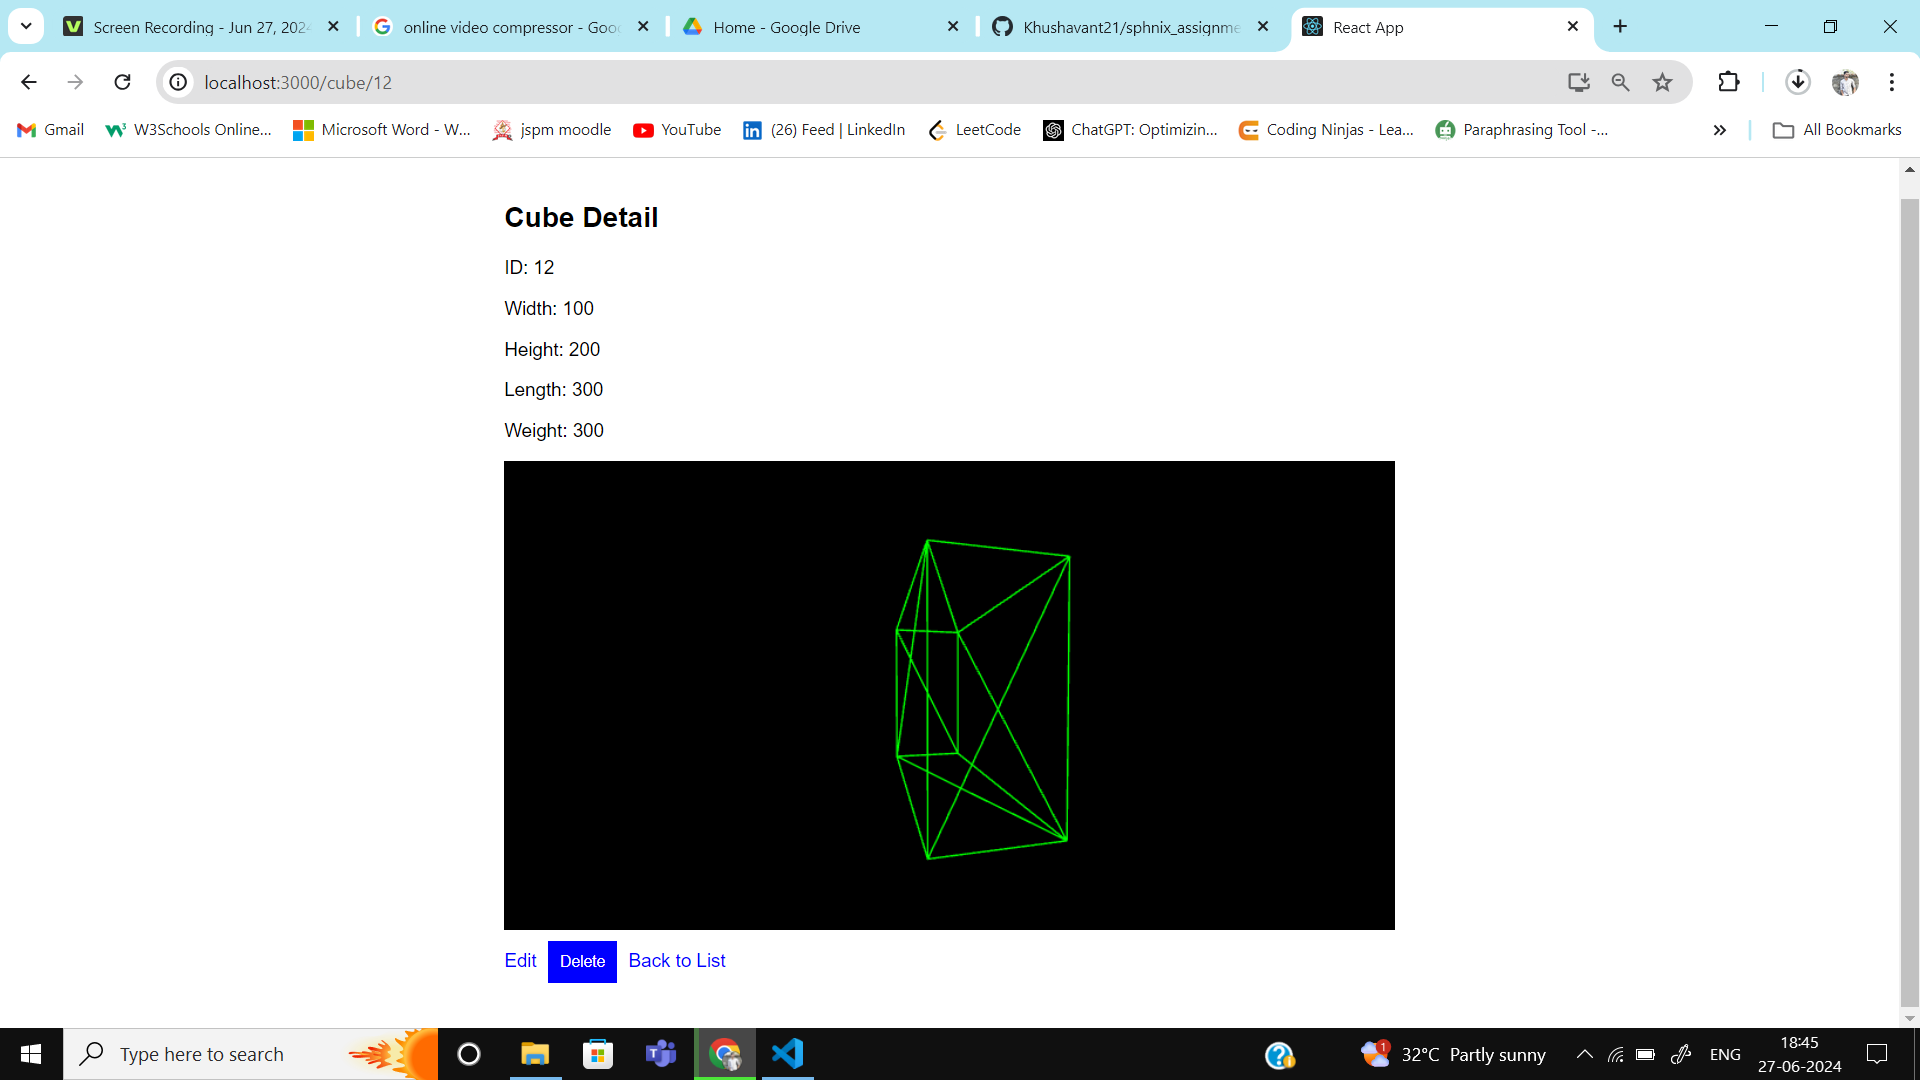 Screen Recording - Jun 27, 202
online video compressor - Goo
Home - Google Drive
Khushavant21/sphnix_assignme
React App
localhost:3000/cube/12
Gmail
W3Schools Online...
Microsoft Word - W...
jspm moodle
YouTube
(26) Feed | LinkedIn
LeetCode
ChatGPT: Optimizin...
Coding Ninjas - Lea...
Paraphrasing Tool -...
All Bookmarks
Cube Detail
ID: 12
Width: 100
Height: 200
Length: 300
Weight: 300
Edit
Delete
Back to List
Type here to search
1
32°C Partly sunny
ENG
18:45
27-06-2024